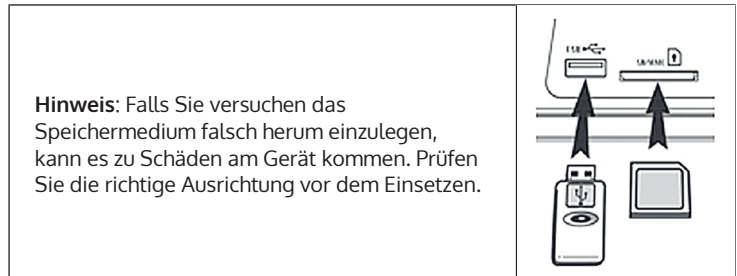 Hinweis: Falls Sie versuchen das
Speichermedium falsch herum einzulegen,
kann es zu Schäden am Gerät kommen. Prüfen
Sie die richtige Ausrichtung vor dem Einsetzen.
USB